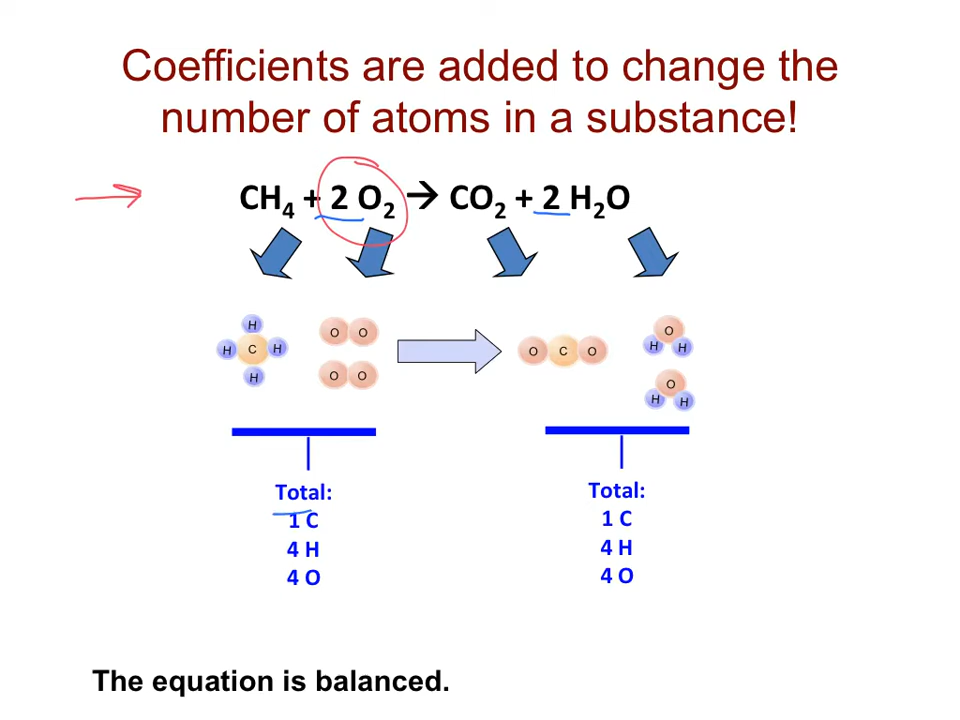 Coefficients are added to change the
number of atoms in a substance!
CH₄ + 2 O₂ → CO₂ + 2 H₂O
H
H C H
H
O O
O O
O C O
O
H H
O
H H
Total:
1 C
4 H
4 O
Total:
1 C
4 H
4 O
The equation is balanced.